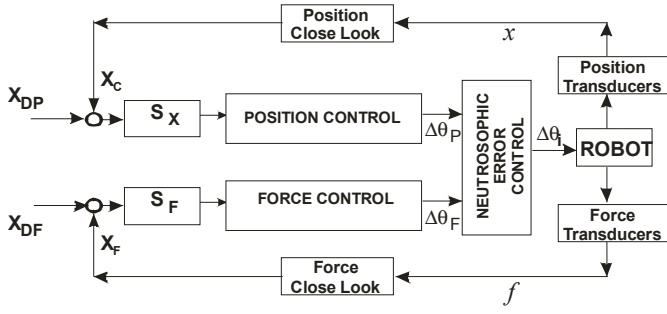 Position
Close Look
x
X_C
Position
Transducers
X_DP
S_X
POSITION CONTROL
Δθ_P
NEUTROSOPHIC
ERROR
CONTROL
Δθ_i
ROBOT
X_DF
S_F
FORCE CONTROL
Δθ_F
X_F
Force
Transducers
Force
Close Look
f